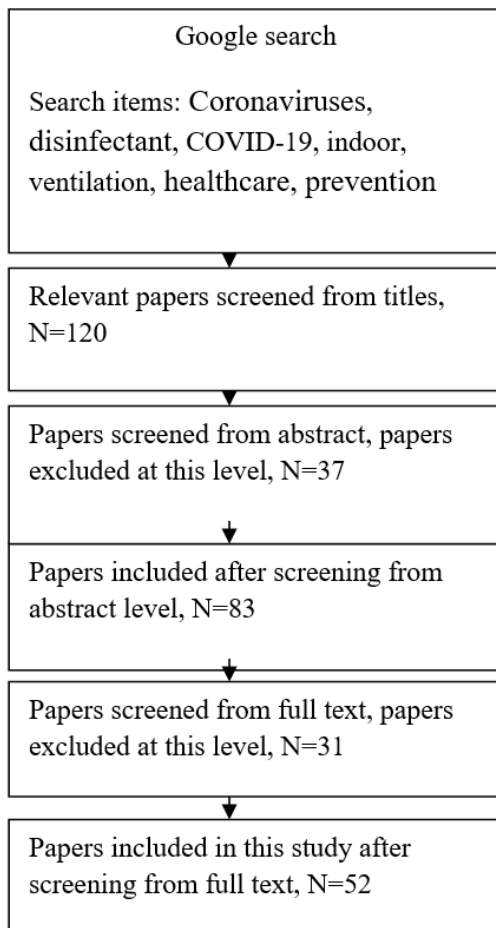 Google search
Search items: Coronaviruses,
disinfectant, COVID-19, indoor,
ventilation, healthcare, prevention
Relevant papers screened from titles,
N=120
Papers screened from abstract, papers
excluded at this level, N=37
Papers included after screening from
abstract level, N=83
Papers screened from full text, papers
excluded at this level, N=31
Papers included in this study after
screening from full text, N=52